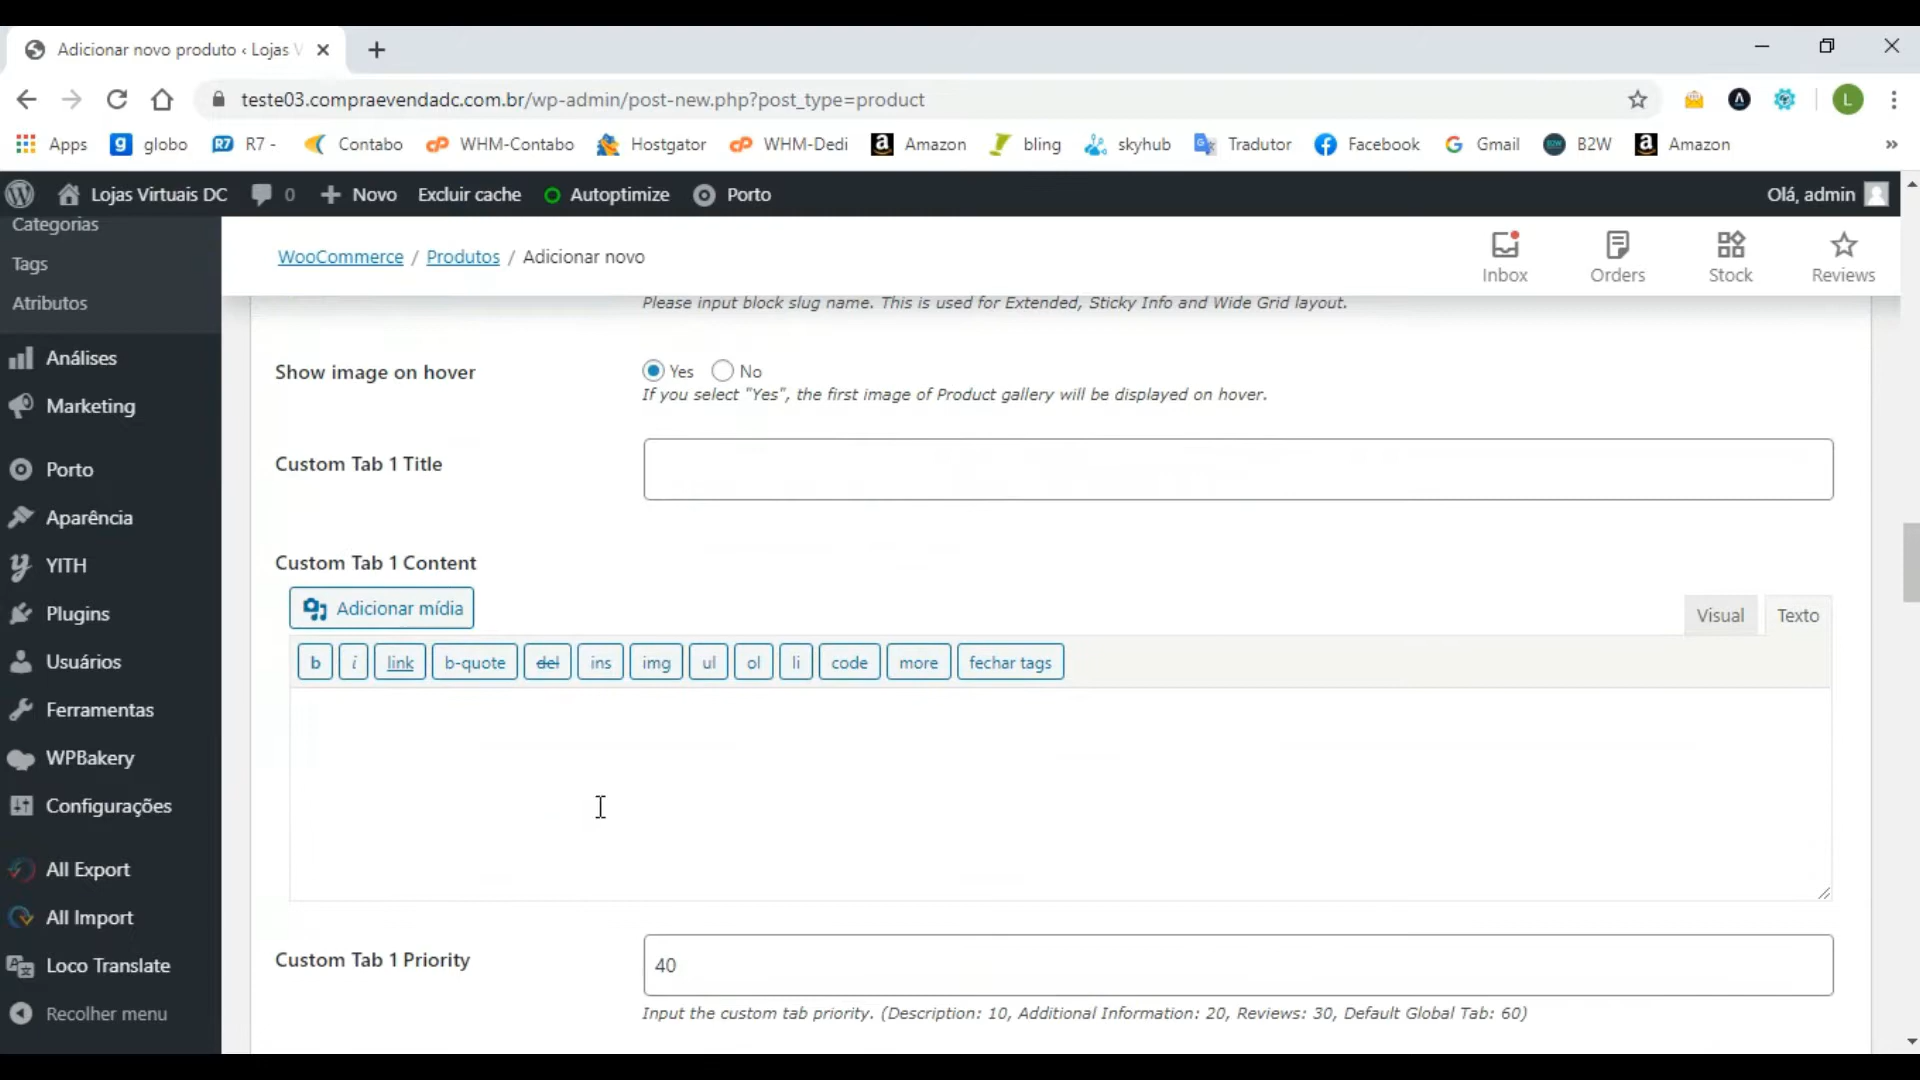 Adicionar novo produto ‹ Lojas V
teste03.compraevendadc.com.br/wp-admin/post-new.php?post_type=product
L
Apps globo R7 - Contabo WHM-Contabo Hostgator WHM-Dedi Amazon bling skyhub Tradutor Facebook Gmail B2W Amazon »
Lojas Virtuais DC 0 Novo Excluir cache Autoptimize Porto Olá, admin
Categorias
Tags
Atributos
Análises
Marketing
Porto
Aparência
YITH
Plugins
Usuários
Ferramentas
WPBakery
Configurações
All Export
All Import
Loco Translate
Recolher menu
WooCommerce / Produtos / Adicionar novo
Inbox Orders Stock Reviews
Please input block slug name. This is used for Extended, Sticky Info and Wide Grid layout.
Show image on hover Yes No
If you select "Yes", the first image of Product gallery will be displayed on hover.
Custom Tab 1 Title
Custom Tab 1 Content
Adicionar mídia
Visual Texto
b i link b-quote del ins img ul ol li code more fechar tags
Custom Tab 1 Priority 40
Input the custom tab priority. (Description: 10, Additional Information: 20, Reviews: 30, Default Global Tab: 60)